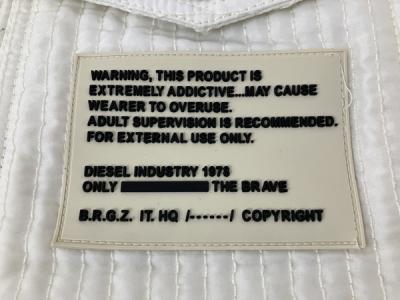 WARNING, THIS PRODUCT IS
EXTREMELY ADDICTIVE...MAY CAUSE
WEARER TO OVERUSE.
ADULT SUPERVISION IS RECOMMENDED.
FOR EXTERNAL USE ONLY.
DIESEL INDUSTRY 1978
ONLY THE BRAVE
B.R.G.Z. IT. HQ /------/ COPYRIGHT